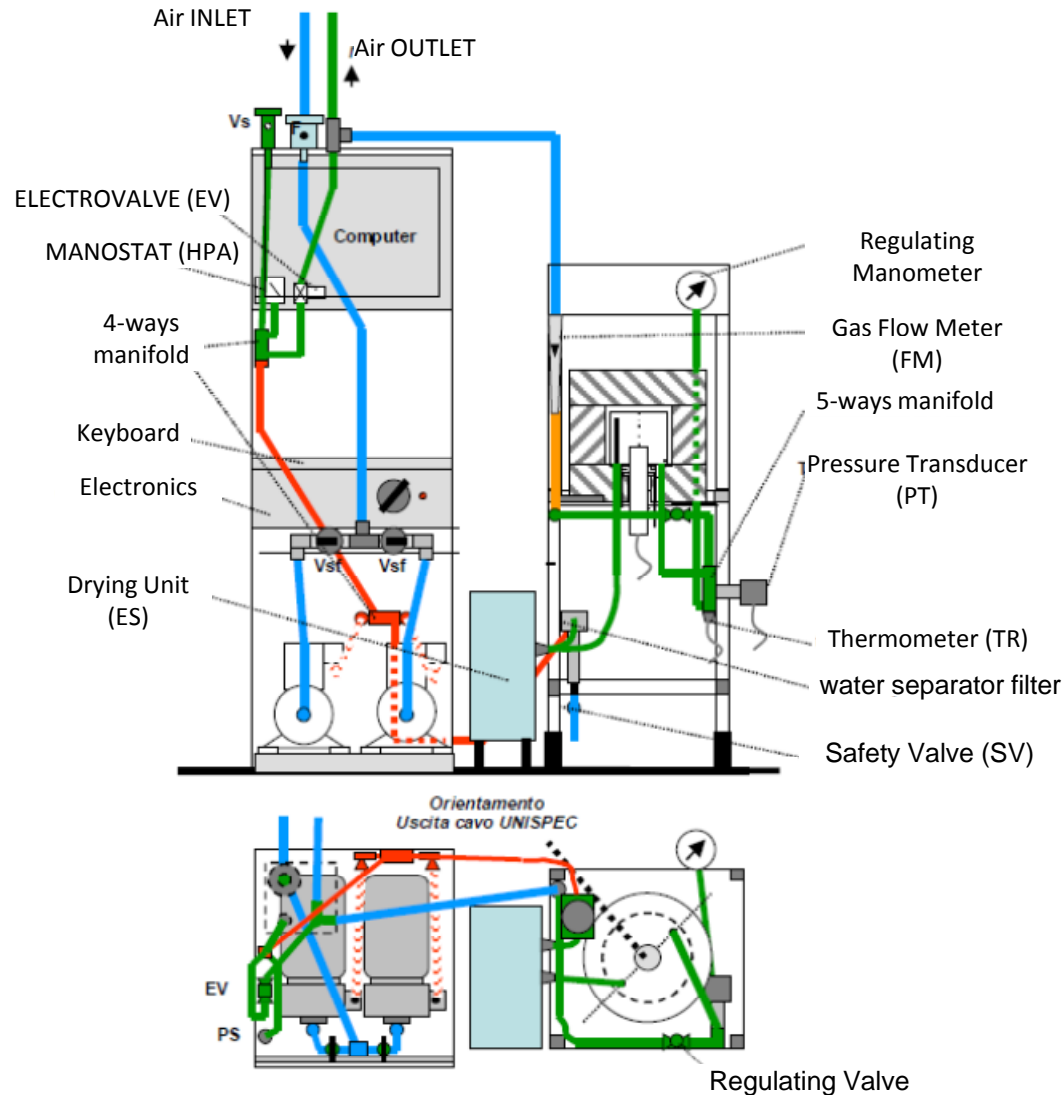 Air INLET
Air OUTLET
Vs
F
ELECTROVALVE (EV)
Computer
MANOSTAT (HPA)
Regulating
Manometer
4-ways
manifold
Gas Flow Meter
(FM)
5-ways manifold
Keyboard
Pressure Transducer
(PT)
Electronics
Vsf
Vsf
Drying Unit
(ES)
Thermometer (TR)
water separator filter
Safety Valve (SV)
Orientamento
Uscita cavo UNISPEC
EV
PS
Regulating Valve